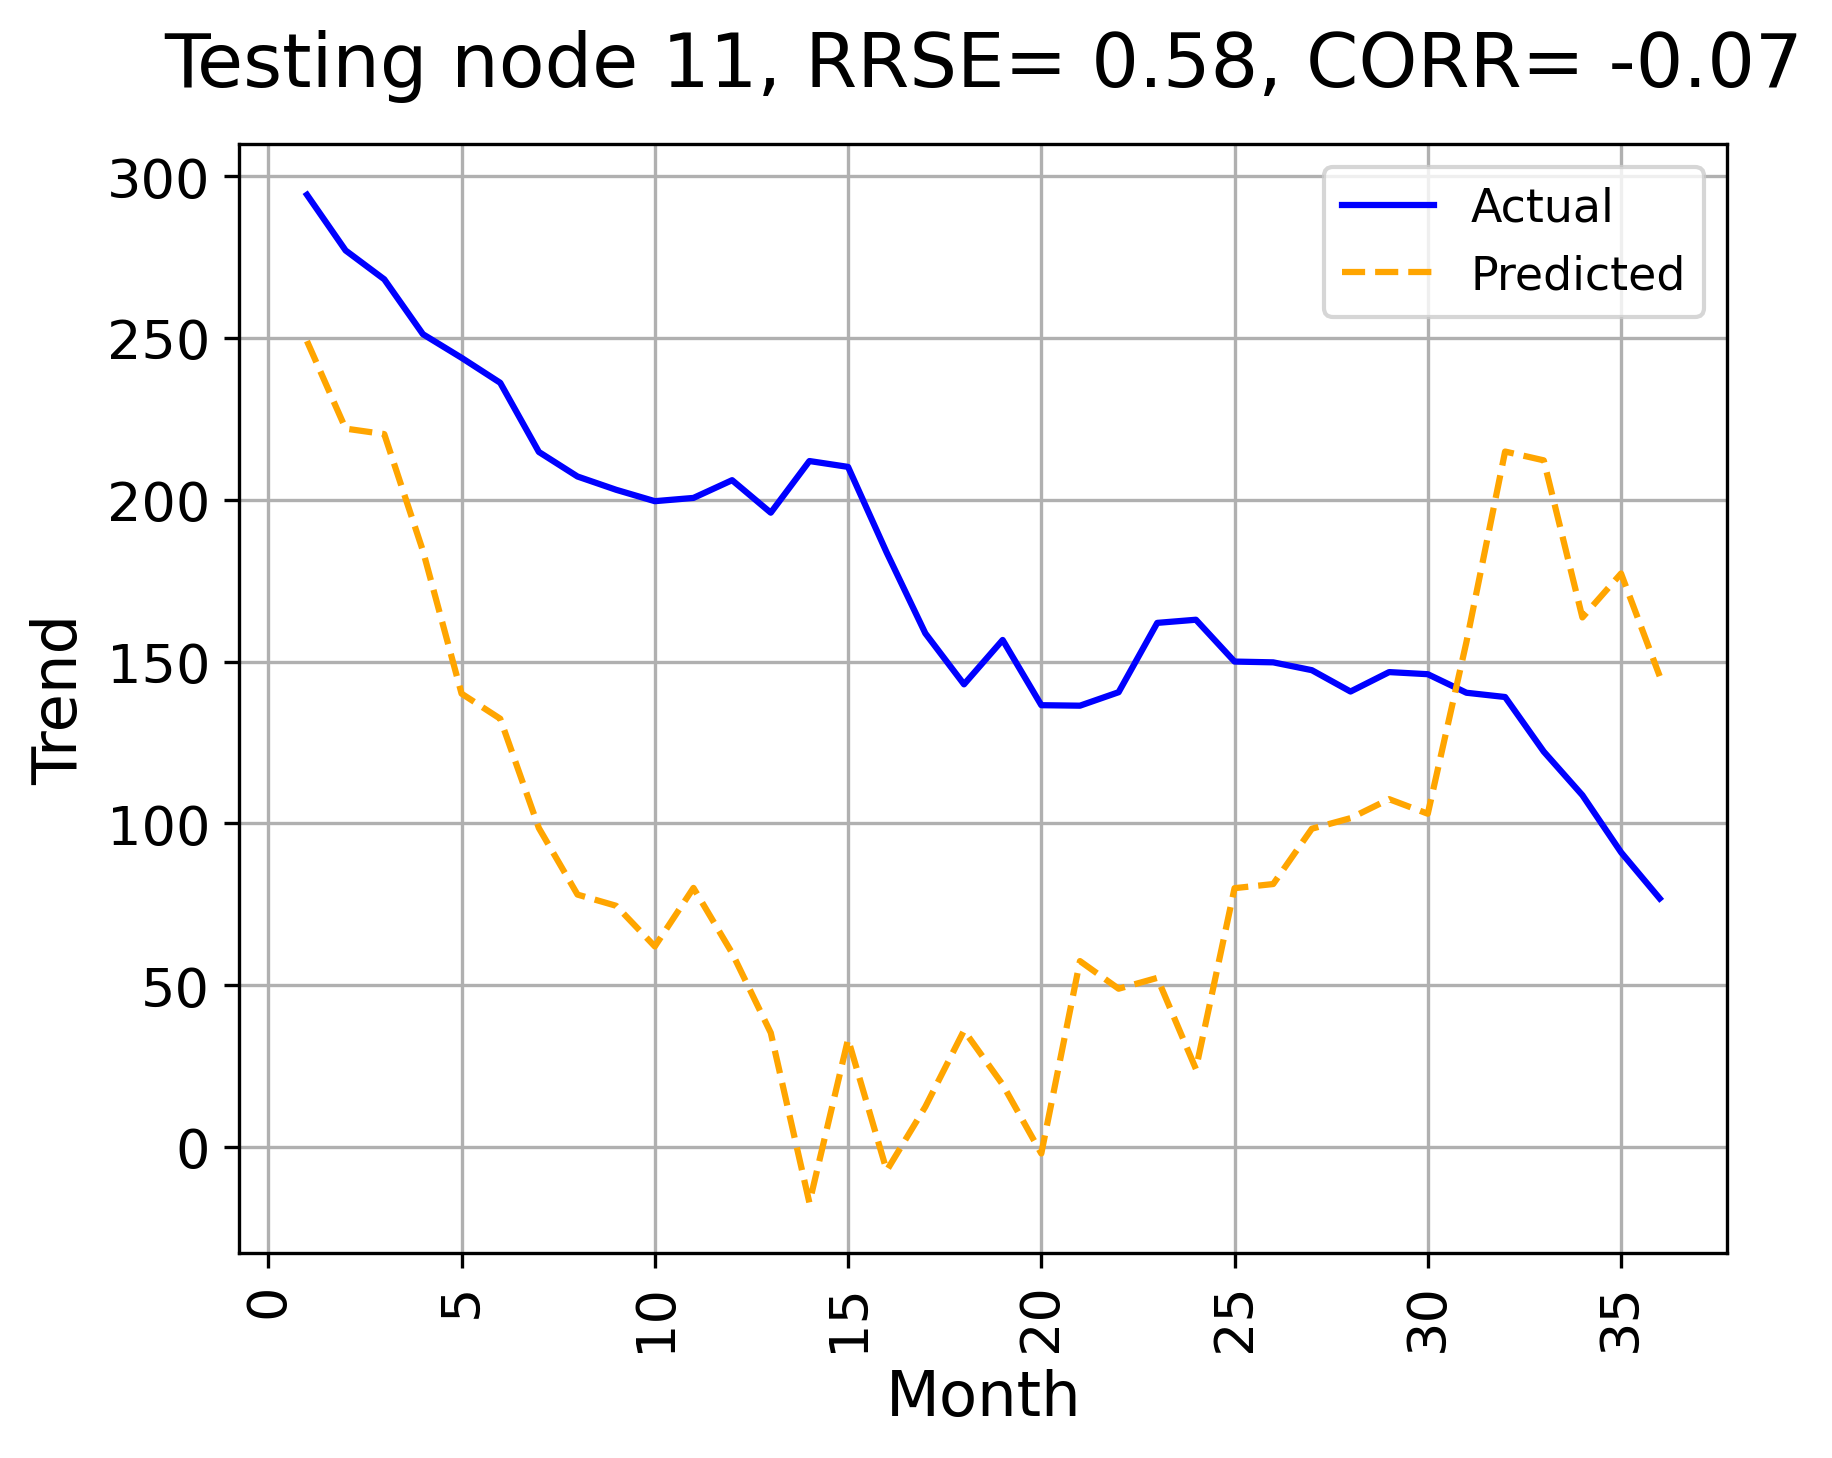 Testing node 11, RRSE= 0.58, CORR= -0.07
Actual
Predicted
300
250
200
150
100
50
0
Trend
0 5 10 15 20 25 30 35
Month